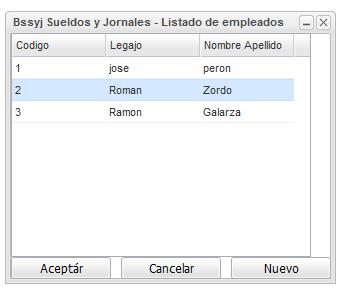 Bssyj Sueldos y Jornales - Listado de empleados
Codigo Legajo Nombre Apellido
1 jose peron
2 Roman Zordo
3 Ramon Galarza
Aceptár Cancelar Nuevo